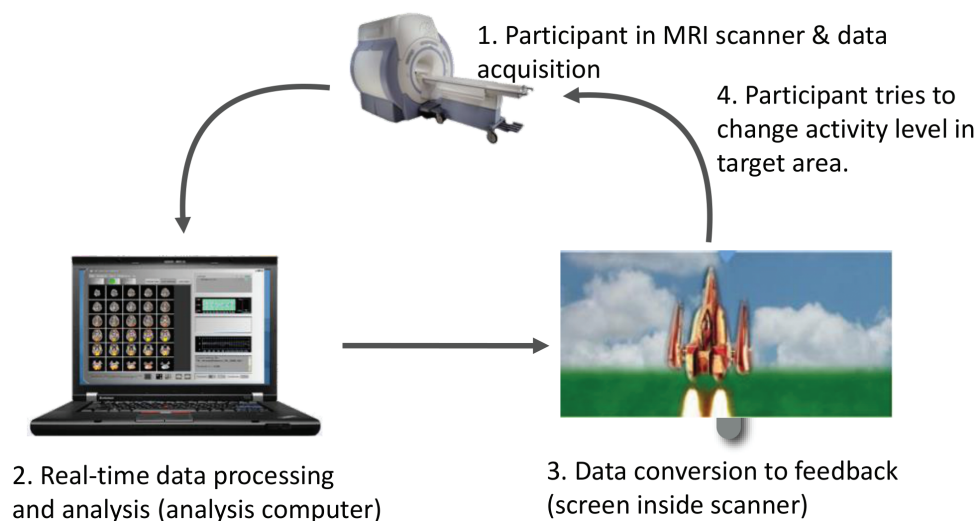 1. Participant in MRI scanner & data
acquisition
4. Participant tries to
change activity level in
target area.
2. Real-time data processing
and analysis (analysis computer)
3. Data conversion to feedback
(screen inside scanner)